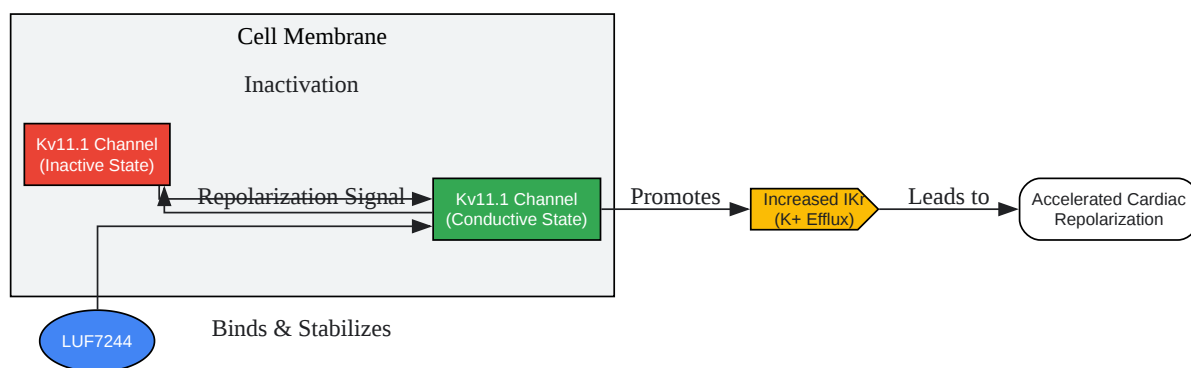 Cell Membrane
Inactivation
Kv11.1 Channel
(Inactive State)
Repolarization Signal
Kv11.1 Channel
(Conductive State)
Promotes
Increased IKr
(K+ Efflux)
Leads to
Accelerated Cardiac
Repolarization
Binds & Stabilizes
LUF7244